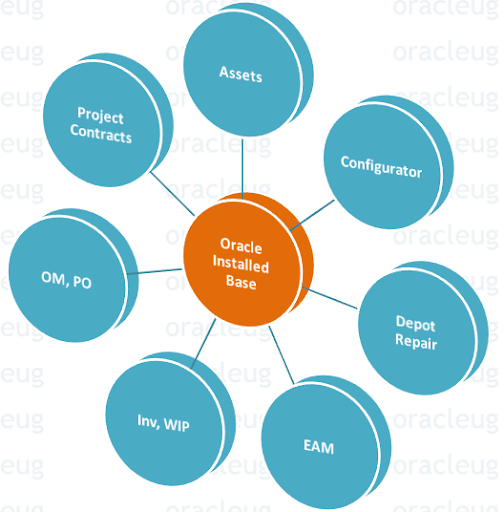 Assets
Project
Contracts
Configurator
Oracle
Installed
Base
OM, PO
Depot
Repair
Inv, WIP
EAM
oracleug